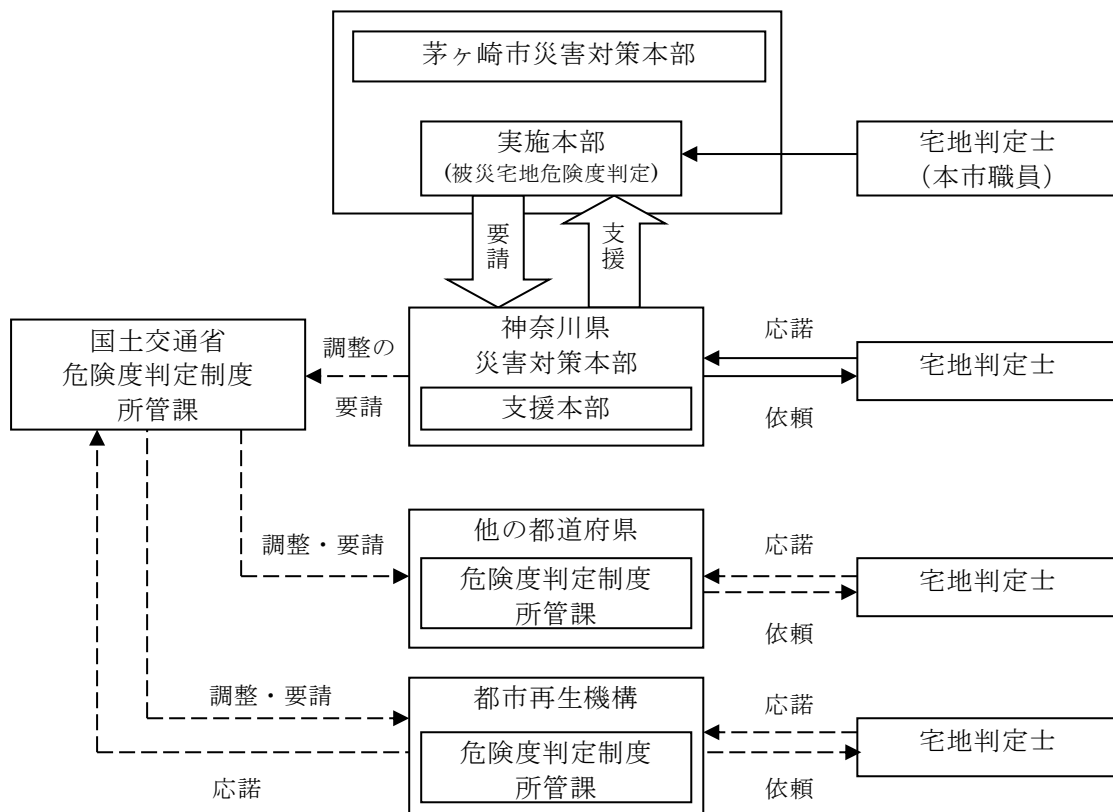 茅ヶ崎市災害対策本部
実施本部
(被災宅地危険度判定)
宅地判定士
（本市職員）
要請
支援
国土交通省
危険度判定制度
所管課
調整の
要請
神奈川県
災害対策本部
支援本部
応諾
依頼
宅地判定士
調整・要請
他の都道府県
危険度判定制度
所管課
応諾
依頼
宅地判定士
調整・要請
応諾
都市再生機構
危険度判定制度
所管課
応諾
依頼
宅地判定士